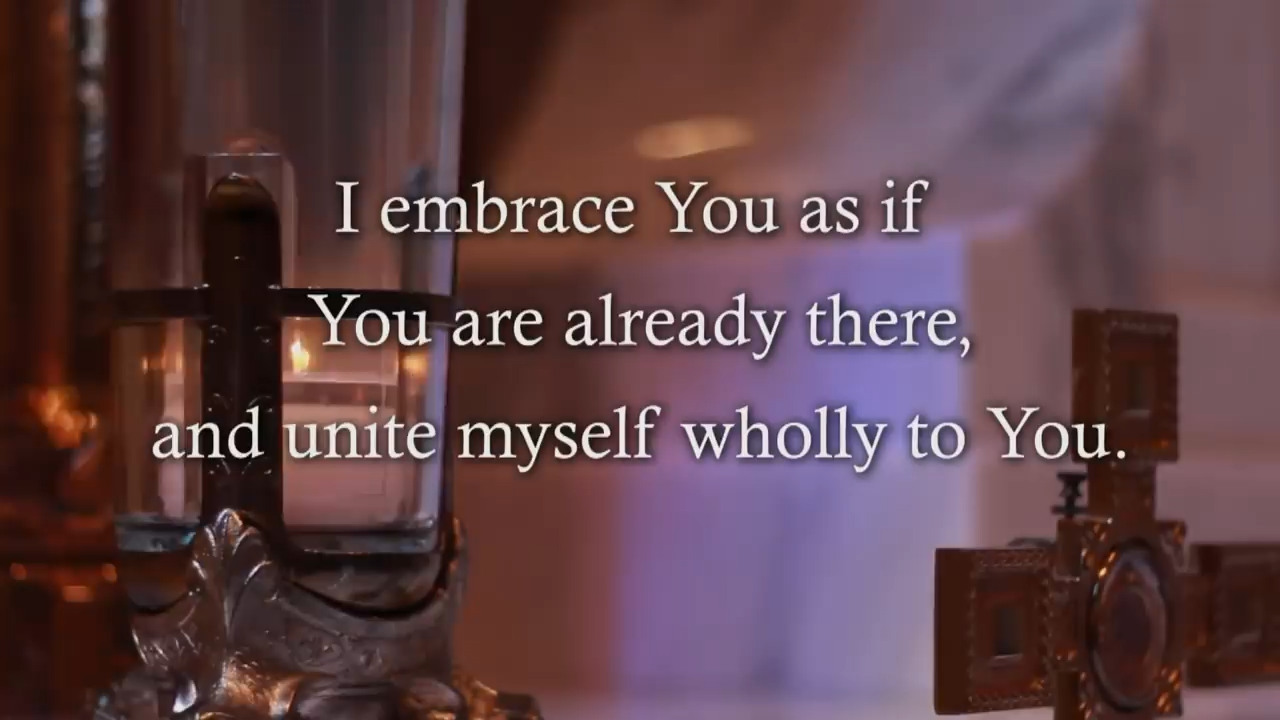 I embrace You as if
You are already there,
and unite myself wholly to You.